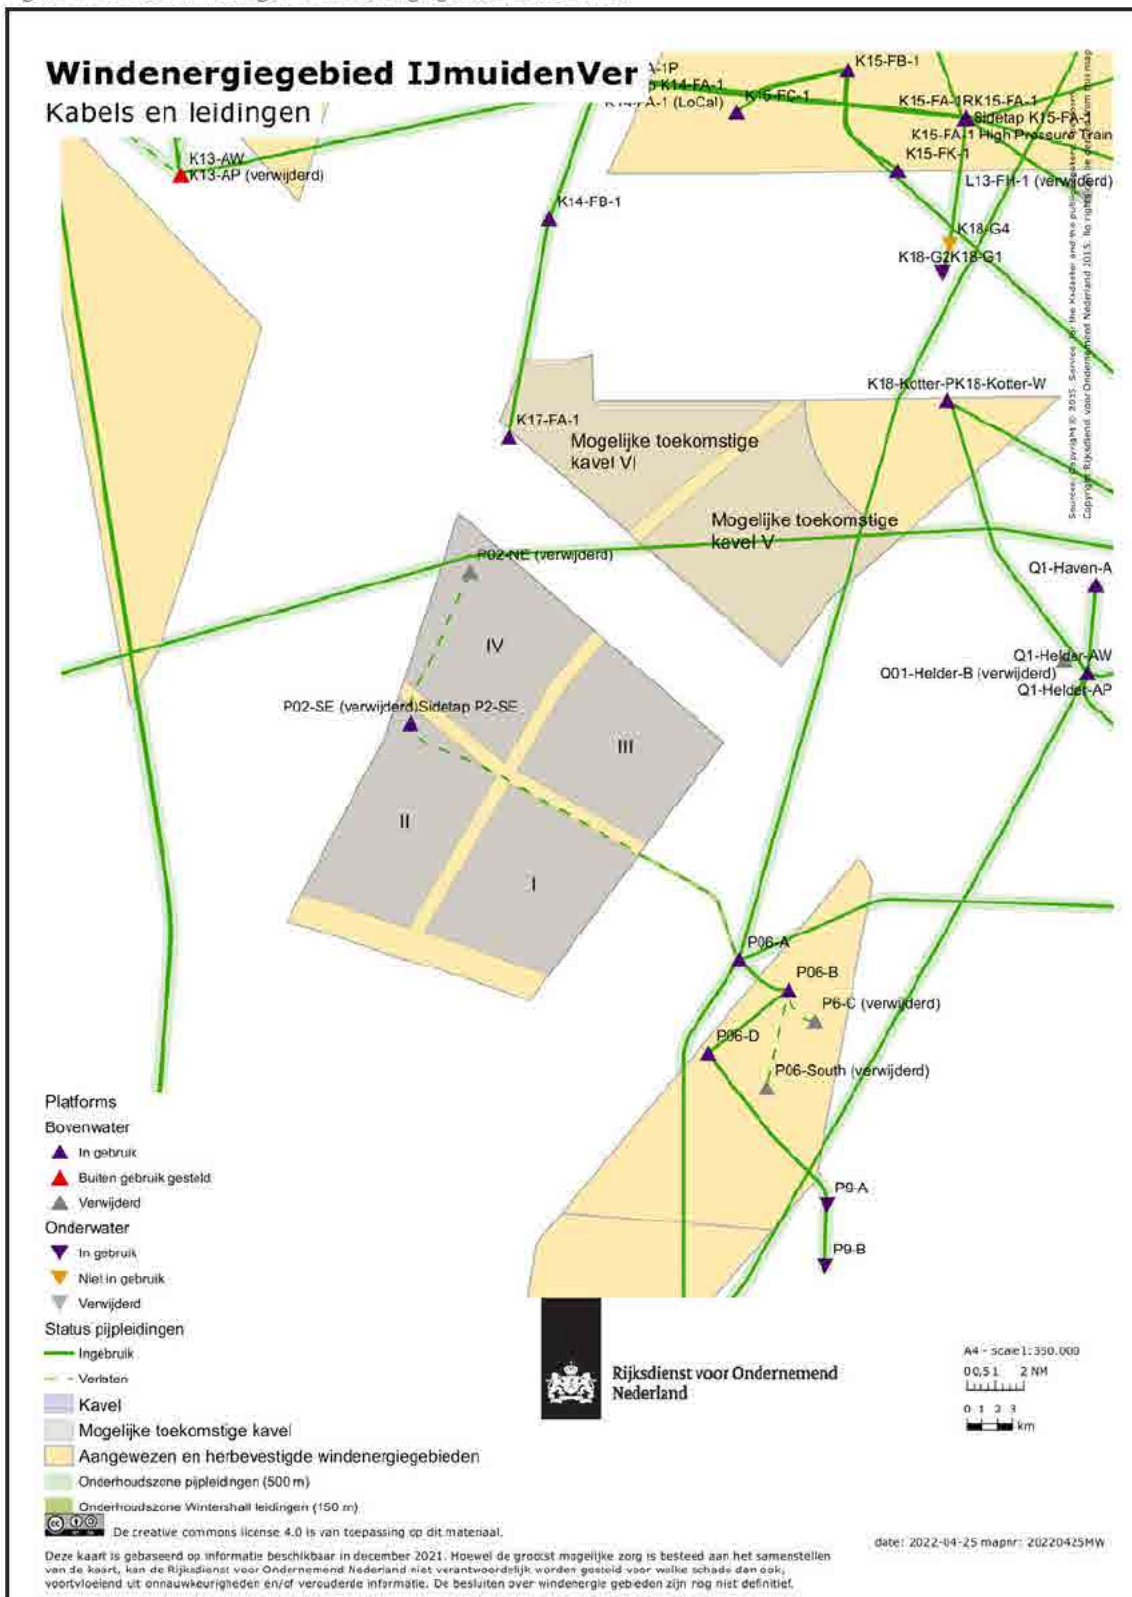 Windenergiegebied IJmuidenVer
Kabels en leidingen
K15-FB-1
K14-FA-1
(LoCal)
K15-FC-1
K15-FA-1RK15-FA-1
Sidetap K15-FA-1
K15-FA-1 High Pressure Train
K15-FK-1
L13-FH-1 (verwijderd)
K13-AW
K13-AP (verwijderd)
K14-FB-1
K18-G4
K18-G2K18-G1
K18-Kotter-PK18-Kotter-W
K17-FA-1
Mogelijke toekomstige
kavel VI
Mogelijke toekomstige
kavel V
P02-NE (verwijderd)
Q1-Haven-A
IV
Q1-Helder-AW
Q01-Helder-B (verwijderd)
Q1-Helder-AP
P02-SE (verwijderd)Sidetap P2-SE
III
II
I
P06-A
P06-B
P6-C (verwijderd)
P06-D
P06-South (verwijderd)
P9-A
P9-B
Platforms
Bovenwater
In gebruik
Buiten gebruik gesteld
Verwijderd
Onderwater
In gebruik
Niet in gebruik
Verwijderd
Status pijpleidingen
Ingebruik
Verlaten
Kavel
Mogelijke toekomstige kavel
Aangewezen en herbevestigde windenergiegebieden
Onderhoudszone pijpleidingen (500 m)
Onderhoudszone Wintershall leidingen (150 m)
Rijksdienst voor Ondernemend
Nederland
A4 - scale1:350.000
00,5 1 2 NM
0 1 2 3
km
De creative commons license 4.0 is van toepassing op dit materiaal.
date: 2022-04-25 mapnr: 20220425MW
Deze kaart is gebaseerd op informatie beschikbaar in december 2021. Hoewel de grootst mogelijke zorg is besteed aan het samenstellen
van de kaart, kan de Rijksdienst voor Ondernemend Nederland niet verantwoordelijk worden gesteld voor welke schade dan ook,
voortvloeiend uit onnauwkeurigheden en/of verouderde informatie. De besluiten over windenergie gebieden zijn nog niet definitief.